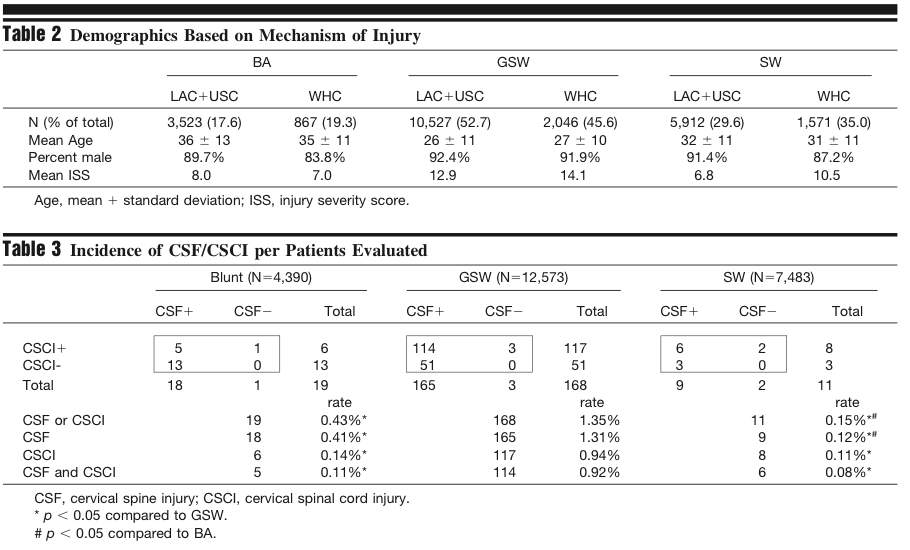 Table 2 Demographics Based on Mechanism of Injury
BA GSW SW
LAC+USC WHC LAC+USC WHC LAC+USC WHC
N (% of total) 3,523 (17.6) 867 (19.3) 10,527 (52.7) 2,046 (45.6) 5,912 (29.6) 1,571 (35.0)
Mean Age 36 ± 13 35 ± 11 26 ± 11 27 ± 10 32 ± 11 31 ± 11
Percent male 89.7% 83.8% 92.4% 91.9% 91.4% 87.2%
Mean ISS 8.0 7.0 12.9 14.1 6.8 10.5
Age, mean + standard deviation; ISS, injury severity score.
Table 3 Incidence of CSF/CSCI per Patients Evaluated
Blunt (N=4,390) GSW (N=12,573) SW (N=7,483)
CSF+ CSF− Total CSF+ CSF− Total CSF+ CSF− Total
CSCI+ 5 1 6 114 3 117 6 2 8
CSCI- 13 0 13 51 0 51 3 0 3
Total 18 1 19 165 3 168 9 2 11
rate rate rate
CSF or CSCI 19 0.43%* 168 1.35% 11 0.15%*#
CSF 18 0.41%* 165 1.31% 9 0.12%*#
CSCI 6 0.14%* 117 0.94% 8 0.11%*
CSF and CSCI 5 0.11%* 114 0.92% 6 0.08%*
CSF, cervical spine injury; CSCI, cervical spinal cord injury.
* p < 0.05 compared to GSW.
# p < 0.05 compared to BA.